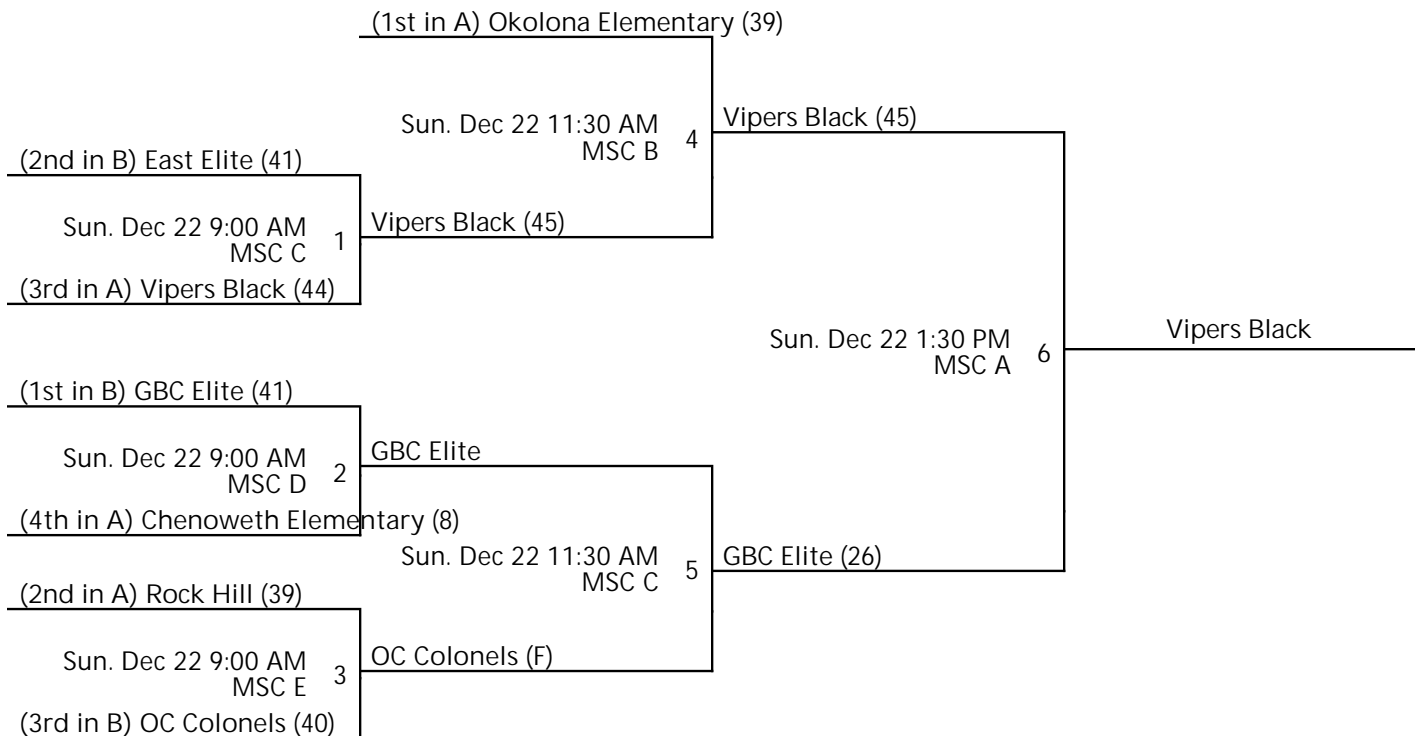 (1st in A) Okolona Elementary (39)
Sun. Dec 22 11:30 AM
MSC B
4
Vipers Black (45)
(2nd in B) East Elite (41)
Sun. Dec 22 9:00 AM
MSC C
1
Vipers Black (45)
(3rd in A) Vipers Black (44)
Sun. Dec 22 1:30 PM
MSC A
6
Vipers Black
(1st in B) GBC Elite (41)
Sun. Dec 22 9:00 AM
MSC D
2
GBC Elite
(4th in A) Chenoweth Elementary (8)
Sun. Dec 22 11:30 AM
MSC C
5
GBC Elite (26)
(2nd in A) Rock Hill (39)
Sun. Dec 22 9:00 AM
MSC E
3
OC Colonels (F)
(3rd in B) OC Colonels (40)